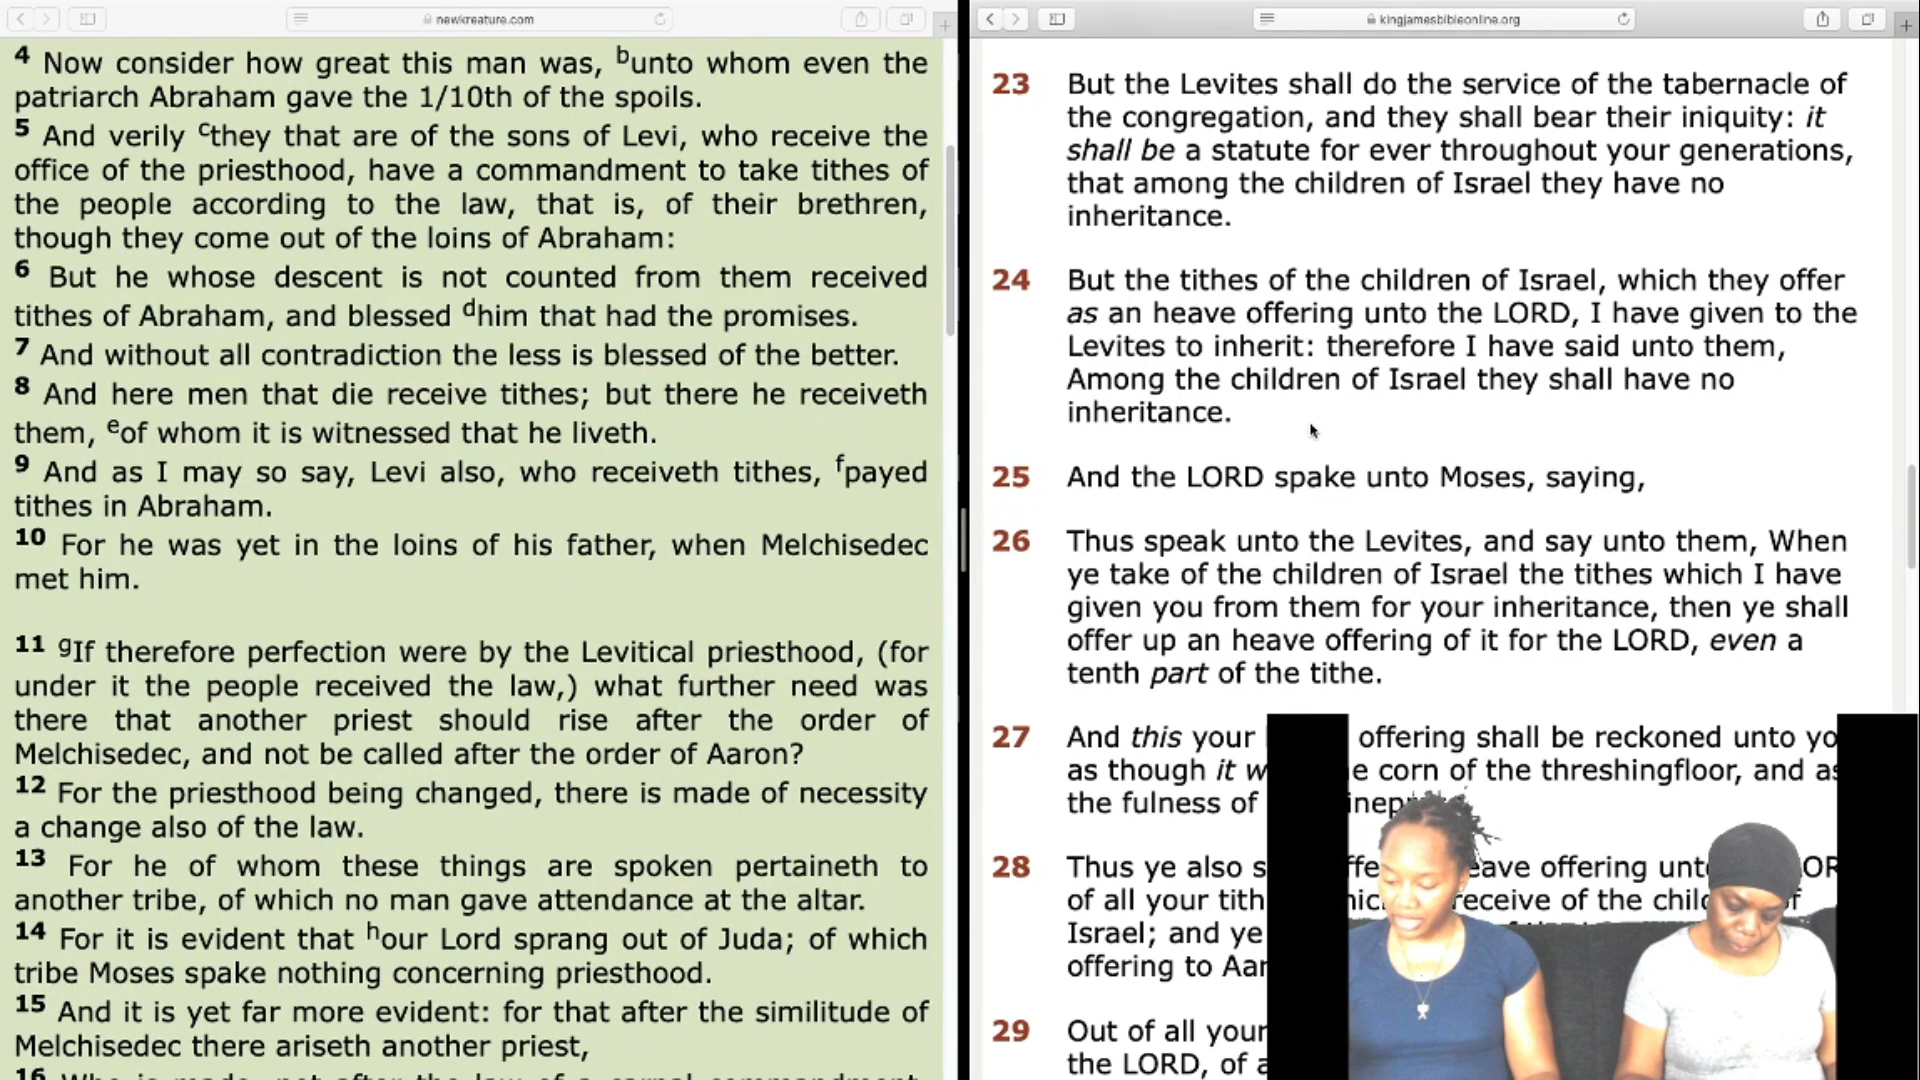 newkreature.com
4 Now consider how great this man was, bunto whom even the
patriarch Abraham gave the 1/10th of the spoils.
5 And verily cthey that are of the sons of Levi, who receive the
office of the priesthood, have a commandment to take tithes of
the people according to the law, that is, of their brethren,
though they come out of the loins of Abraham:
6 But he whose descent is not counted from them received
tithes of Abraham, and blessed dhim that had the promises.
7 And without all contradiction the less is blessed of the better.
8 And here men that die receive tithes; but there he receiveth
them, eof whom it is witnessed that he liveth.
9 And as I may so say, Levi also, who receiveth tithes, fpayed
tithes in Abraham.
10 For he was yet in the loins of his father, when Melchisedec
met him.
11 gIf therefore perfection were by the Levitical priesthood, (for
under it the people received the law,) what further need was
there that another priest should rise after the order of
Melchisedec, and not be called after the order of Aaron?
12 For the priesthood being changed, there is made of necessity
a change also of the law.
13 For he of whom these things are spoken pertaineth to
another tribe, of which no man gave attendance at the altar.
14 For it is evident that hour Lord sprang out of Juda; of which
tribe Moses spake nothing concerning priesthood.
15 And it is yet far more evident: for that after the similitude of
Melchisedec there ariseth another priest,
16 Who is made, not after the law of a carnal commandment,
kingjamesbibleonline.org
23 But the Levites shall do the service of the tabernacle of
the congregation, and they shall bear their iniquity: it
shall be a statute for ever throughout your generations,
that among the children of Israel they have no
inheritance.
24 But the tithes of the children of Israel, which they offer
as an heave offering unto the LORD, I have given to the
Levites to inherit: therefore I have said unto them,
Among the children of Israel they shall have no
inheritance.
25 And the LORD spake unto Moses, saying,
26 Thus speak unto the Levites, and say unto them, When
ye take of the children of Israel the tithes which I have
given you from them for your inheritance, then ye shall
offer up an heave offering of it for the LORD, even a
tenth part of the tithe.
27 And this your offering shall be reckoned unto yo
as though it corn of the threshingfloor, and as
the fulness of
28 Thus ye also eave offering unt
of all your tith receive of the
Israel; and ye
offering to Aar
29 Out of all your
the LORD, of a